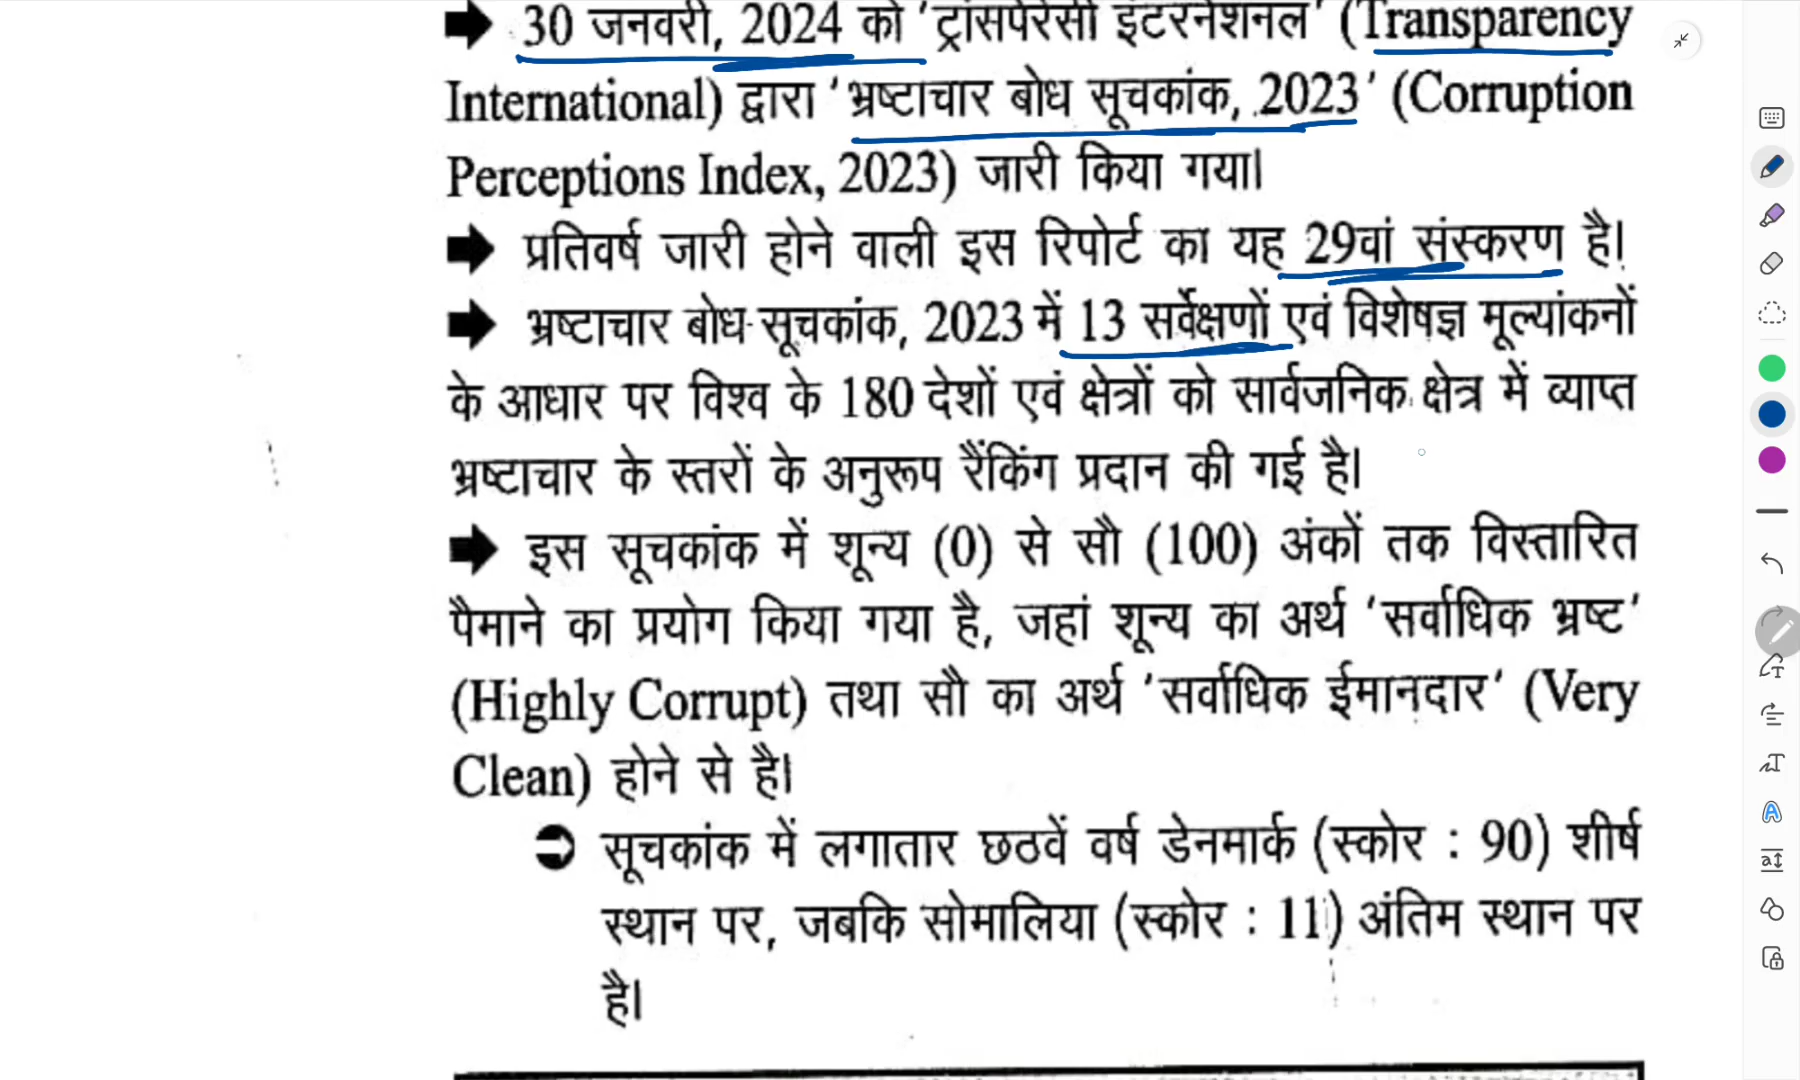 ➡ 30 जनवरी, 2024 को 'ट्रांसपेरेंसी इंटरनेशनल' (Transparency
International) द्वारा 'भ्रष्टाचार बोध सूचकांक, 2023' (Corruption
Perceptions Index, 2023) जारी किया गया।
➡ प्रतिवर्ष जारी होने वाली इस रिपोर्ट का यह 29वां संस्करण है।
➡ भ्रष्टाचार बोध सूचकांक, 2023 में 13 सर्वेक्षणों एवं विशेषज्ञ मूल्यांकनों
के आधार पर विश्व के 180 देशों एवं क्षेत्रों को सार्वजनिक क्षेत्र में व्याप्त
भ्रष्टाचार के स्तरों के अनुरूप रैंकिंग प्रदान की गई है।
➡ इस सूचकांक में शून्य (0) से सौ (100) अंकों तक विस्तारित
पैमाने का प्रयोग किया गया है, जहां शून्य का अर्थ 'सर्वाधिक भ्रष्ट'
(Highly Corrupt) तथा सौ का अर्थ 'सर्वाधिक ईमानदार' (Very
Clean) होने से है।
➲ सूचकांक में लगातार छठवें वर्ष डेनमार्क (स्कोर : 90) शीर्ष
स्थान पर, जबकि सोमालिया (स्कोर : 11) अंतिम स्थान पर
है।